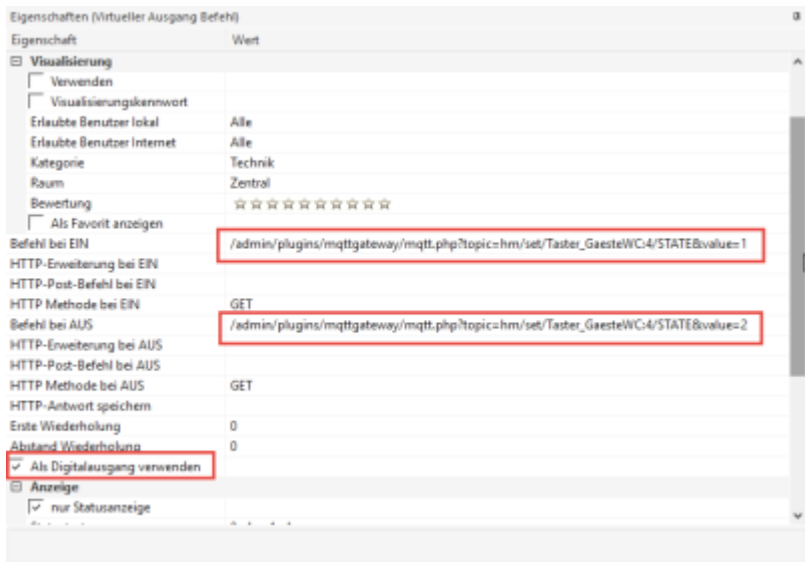 Eigenschaften (Virtueller Ausgang Befehl)
Eigenschaft Wert
Visualisierung
Verwenden
Visualisierungskennwort
Erlaubte Benutzer lokal Alle
Erlaubte Benutzer Internet Alle
Kategorie Technik
Raum Zentral
Bewertung
Als Favorit anzeigen
Befehl bei EIN /admin/plugins/mqttgateway/mqtt.php?topic=hm/set/Taster_GaesteWC:4/STATE&value=1
HTTP-Erweiterung bei EIN
HTTP-Post-Befehl bei EIN
HTTP Methode bei EIN GET
Befehl bei AUS /admin/plugins/mqttgateway/mqtt.php?topic=hm/set/Taster_GaesteWC:4/STATE&value=2
HTTP-Erweiterung bei AUS
HTTP-Post-Befehl bei AUS
HTTP Methode bei AUS GET
HTTP-Antwort speichern
Erste Wiederholung 0
Abstand Wiederholung 0
Als Digitalausgang verwenden
Anzeige
nur Statusanzeige